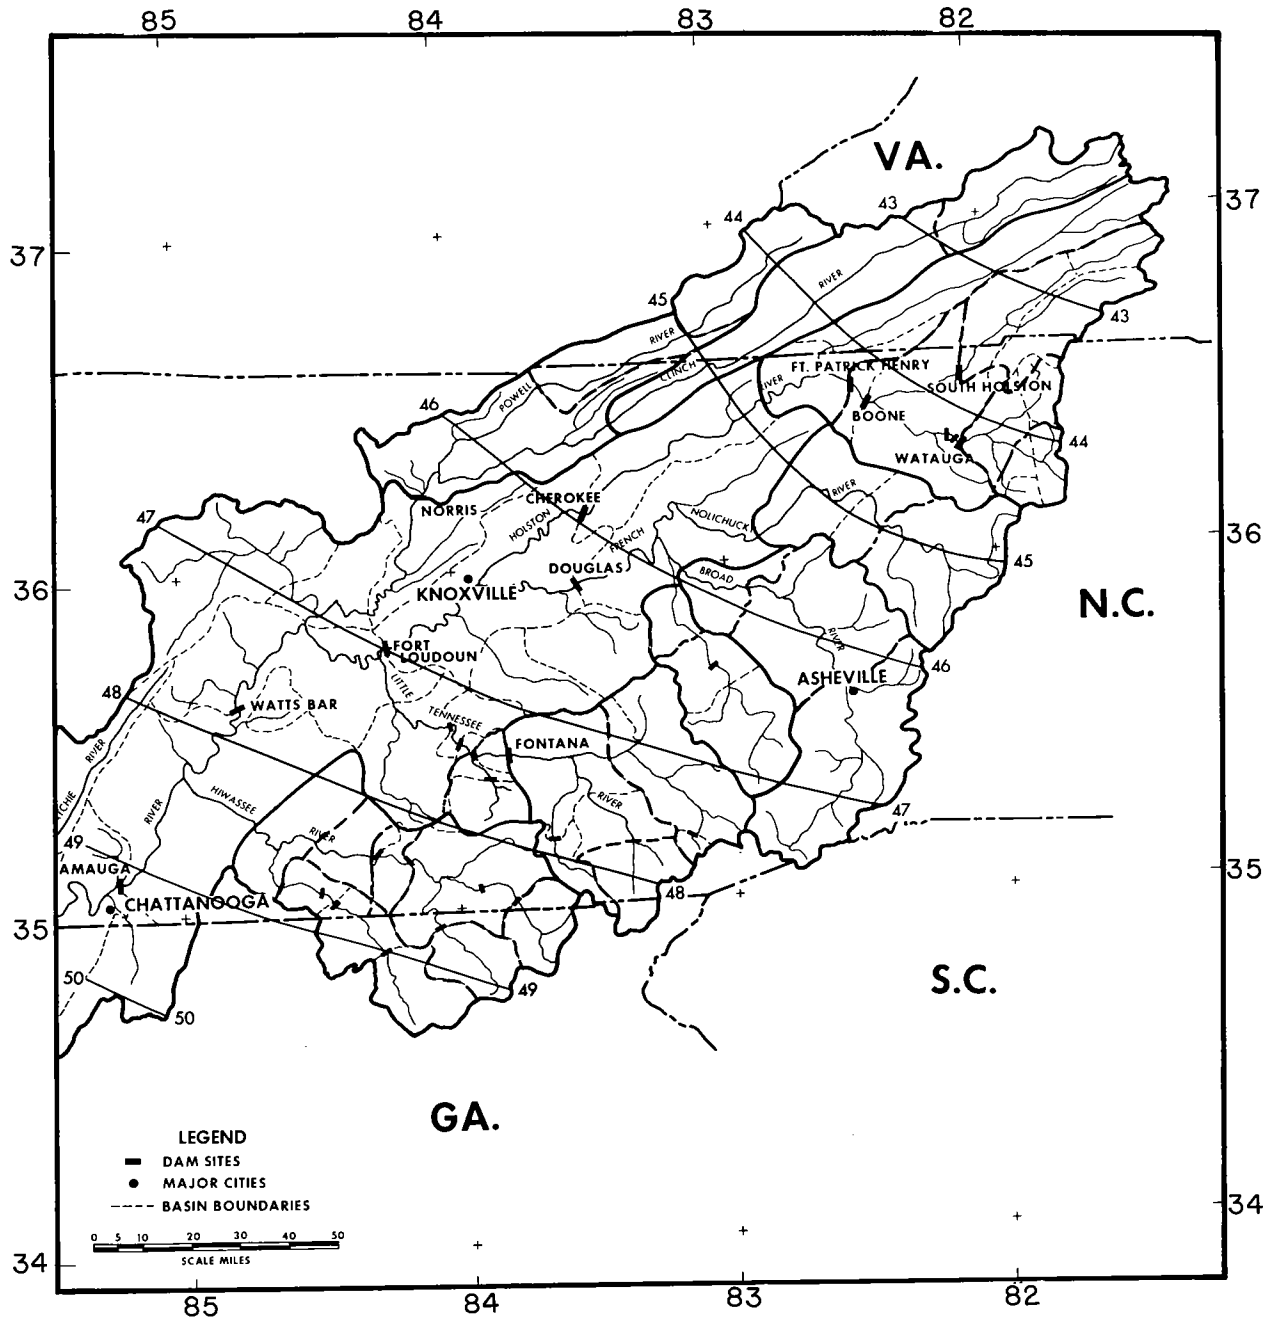 85 84 83 82
VA.
37
43
44
37
45
RIVER
43
RIVER
FT. PATRICK HENRY
CLINCH
RIVER
SOUTH HOLSTON
POWELL
46
BOONE
44
WATAUGA
RIVER
CHEROKEE
NORRIS
47
HOLSTON
NOLICHUCK
36
FRENCH
45
DOUGLAS
BROAD
36
KNOXVILLE
N.C.
RIVER
FORT
LOUDOUN
46
ASHEVILLE
LITTLE
48
WATTS BAR
TENNESSEE
FONTANA
RIVER
HIWASSEE
RIVER
TCHIE
RIVER
47
RIVER
49
AMAUGA
35
48
CHATTANOOGA
35
50
49
S.C.
50
GA.
LEGEND
DAM SITES
MAJOR CITIES
BASIN BOUNDARIES
34
0 5 10 20 30 40 50
SCALE MILES
34
85 84 83 82